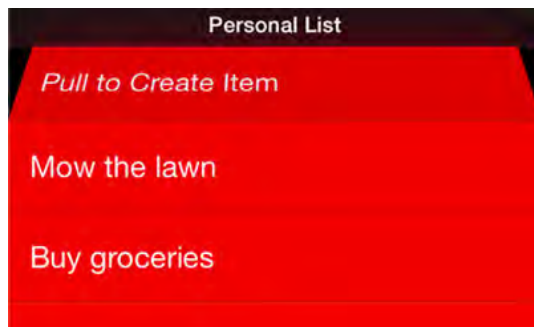 Personal List
Pull to Create Item
Mow the lawn
Buy groceries